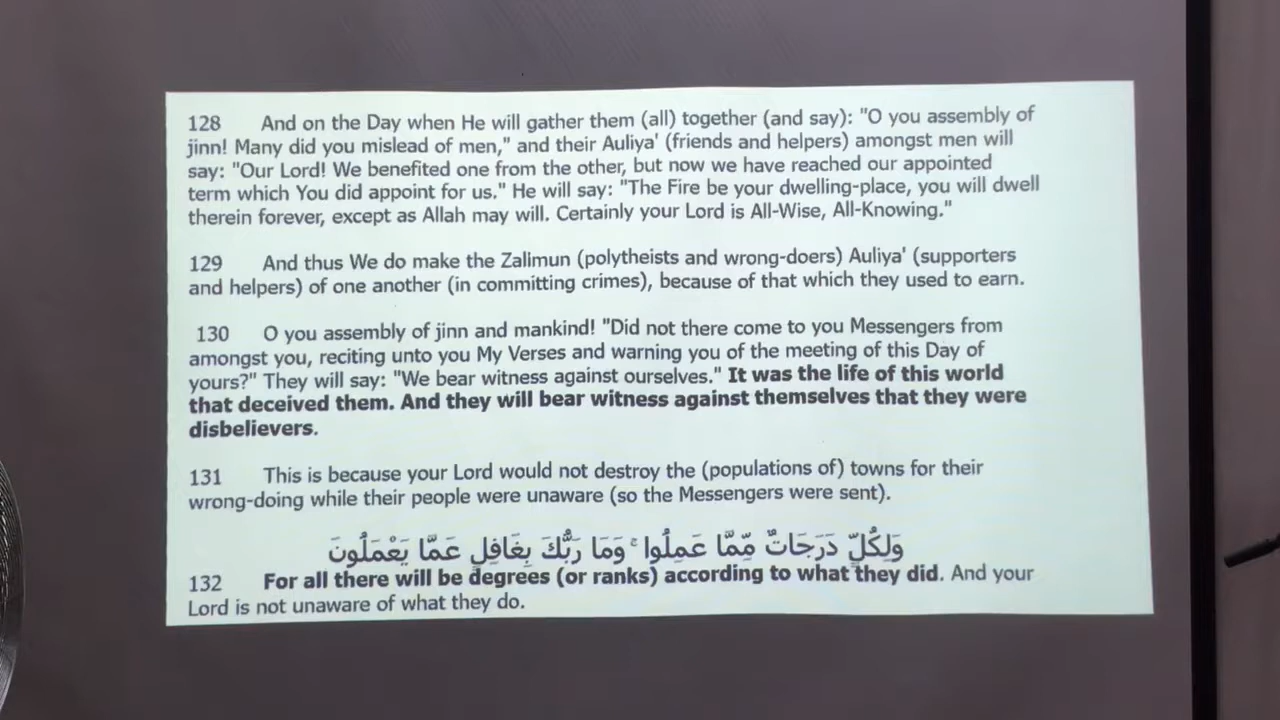 128 And on the Day when He will gather them (all) together (and say): "O you assembly of
jinn! Many did you mislead of men," and their Auliya' (friends and helpers) amongst men will
say: "Our Lord! We benefited one from the other, but now we have reached our appointed
term which You did appoint for us." He will say: "The Fire be your dwelling-place, you will dwell
therein forever, except as Allah may will. Certainly your Lord is All-Wise, All-Knowing."
129 And thus We do make the Zalimun (polytheists and wrong-doers) Auliya' (supporters
and helpers) of one another (in committing crimes), because of that which they used to earn.
130 O you assembly of jinn and mankind! "Did not there come to you Messengers from
amongst you, reciting unto you My Verses and warning you of the meeting of this Day of
yours?" They will say: "We bear witness against ourselves." It was the life of this world
that deceived them. And they will bear witness against themselves that they were
disbelievers.
131 This is because your Lord would not destroy the (populations of) towns for their
wrong-doing while their people were unaware (so the Messengers were sent).
وَلِكُلٍّ دَرَجَاتٌ مِّمَّا عَمِلُوا ۚ وَمَا رَبُّكَ بِغَافِلٍ عَمَّا يَعْمَلُونَ
132 For all there will be degrees (or ranks) according to what they did. And your
Lord is not unaware of what they do.